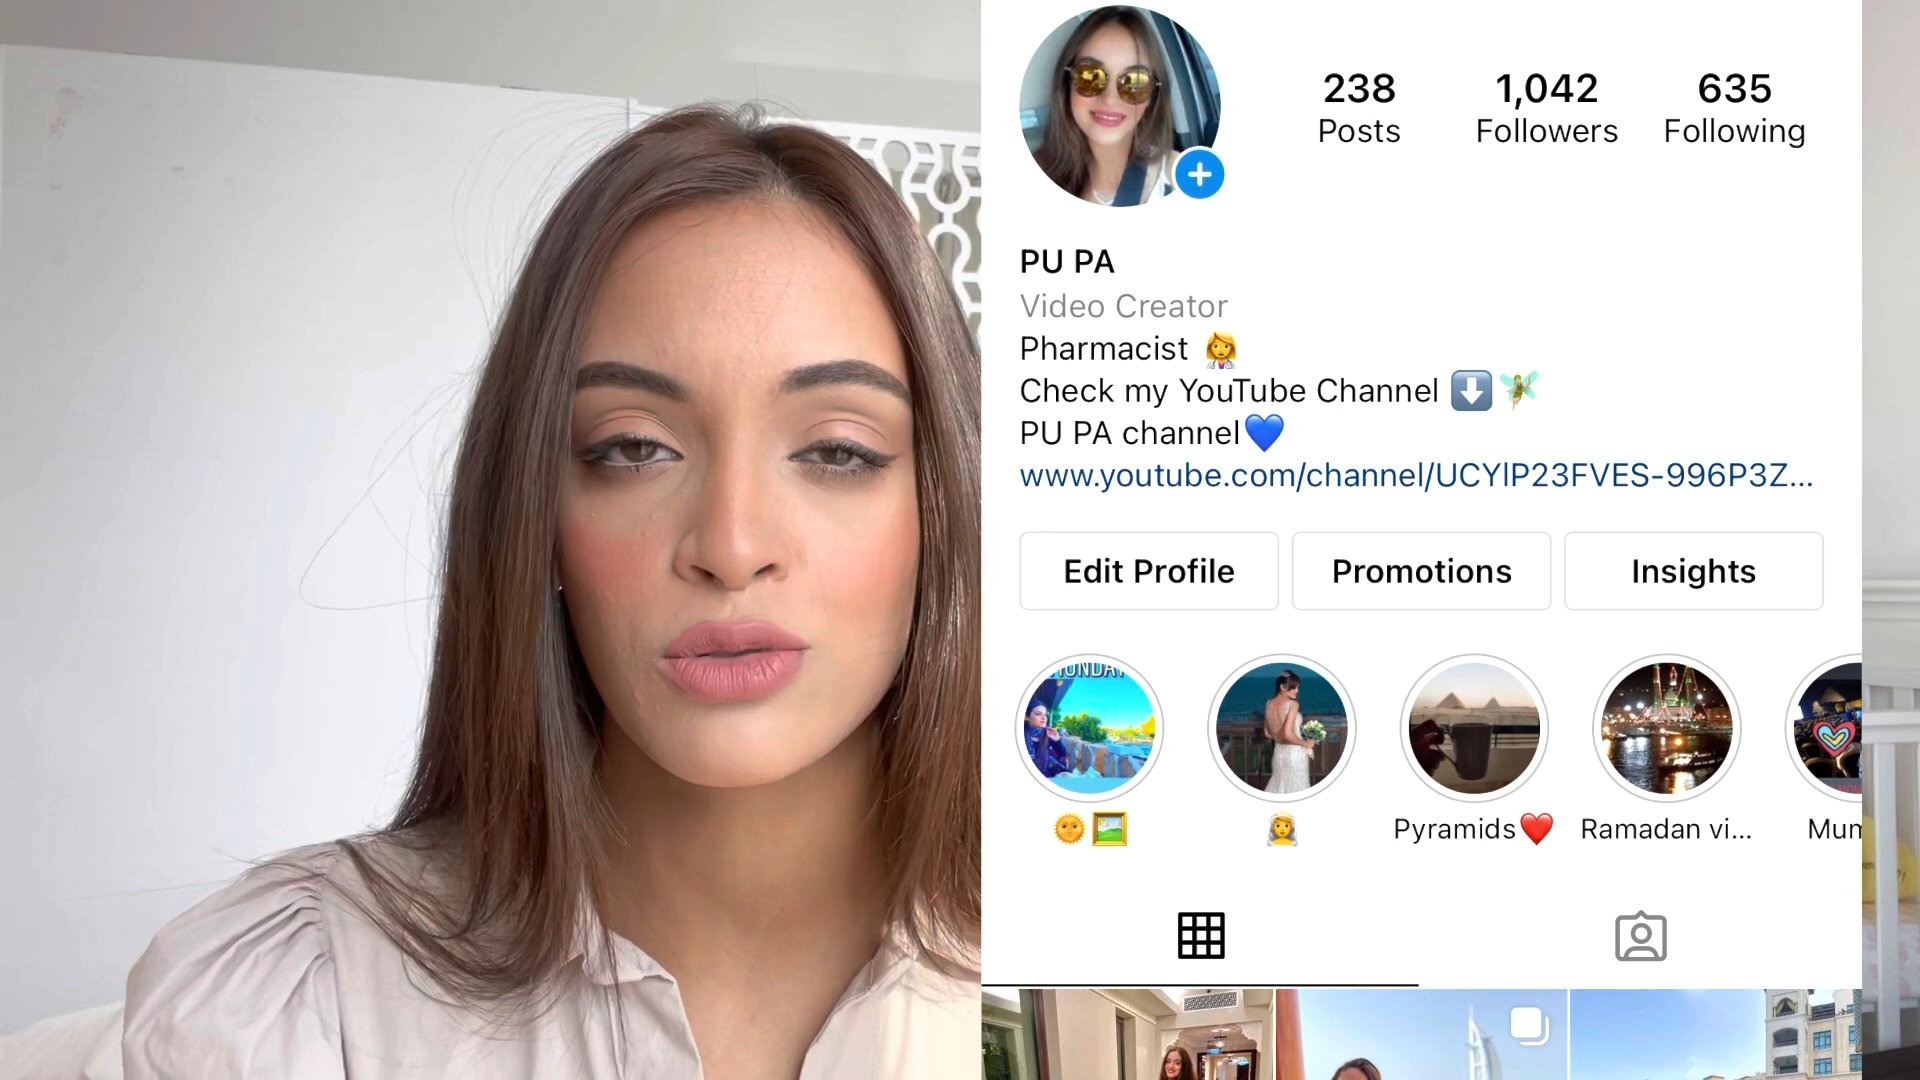 238
Posts
1,042
Followers
635
Following
PU PA
Video Creator
Pharmacist 👩‍⚕️
Check my YouTube Channel ⬇️🧚
PU PA channel💙
www.youtube.com/channel/UCYlP23FVES-996P3Z...
Edit Profile
Promotions
Insights
🌞🖼️
👰
Pyramids❤️
Ramadan vi...